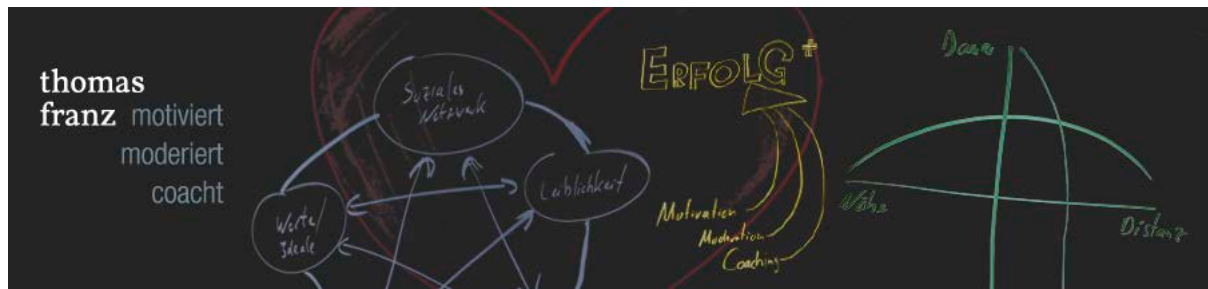 thomas
franz motiviert
moderiert
coacht
Soziales
Netzwerk
Leiblichkeit
Werte/
Ideale
ERFOLG+
Motivation
Moderation
Coaching
Dauer
Nähe
Distanz